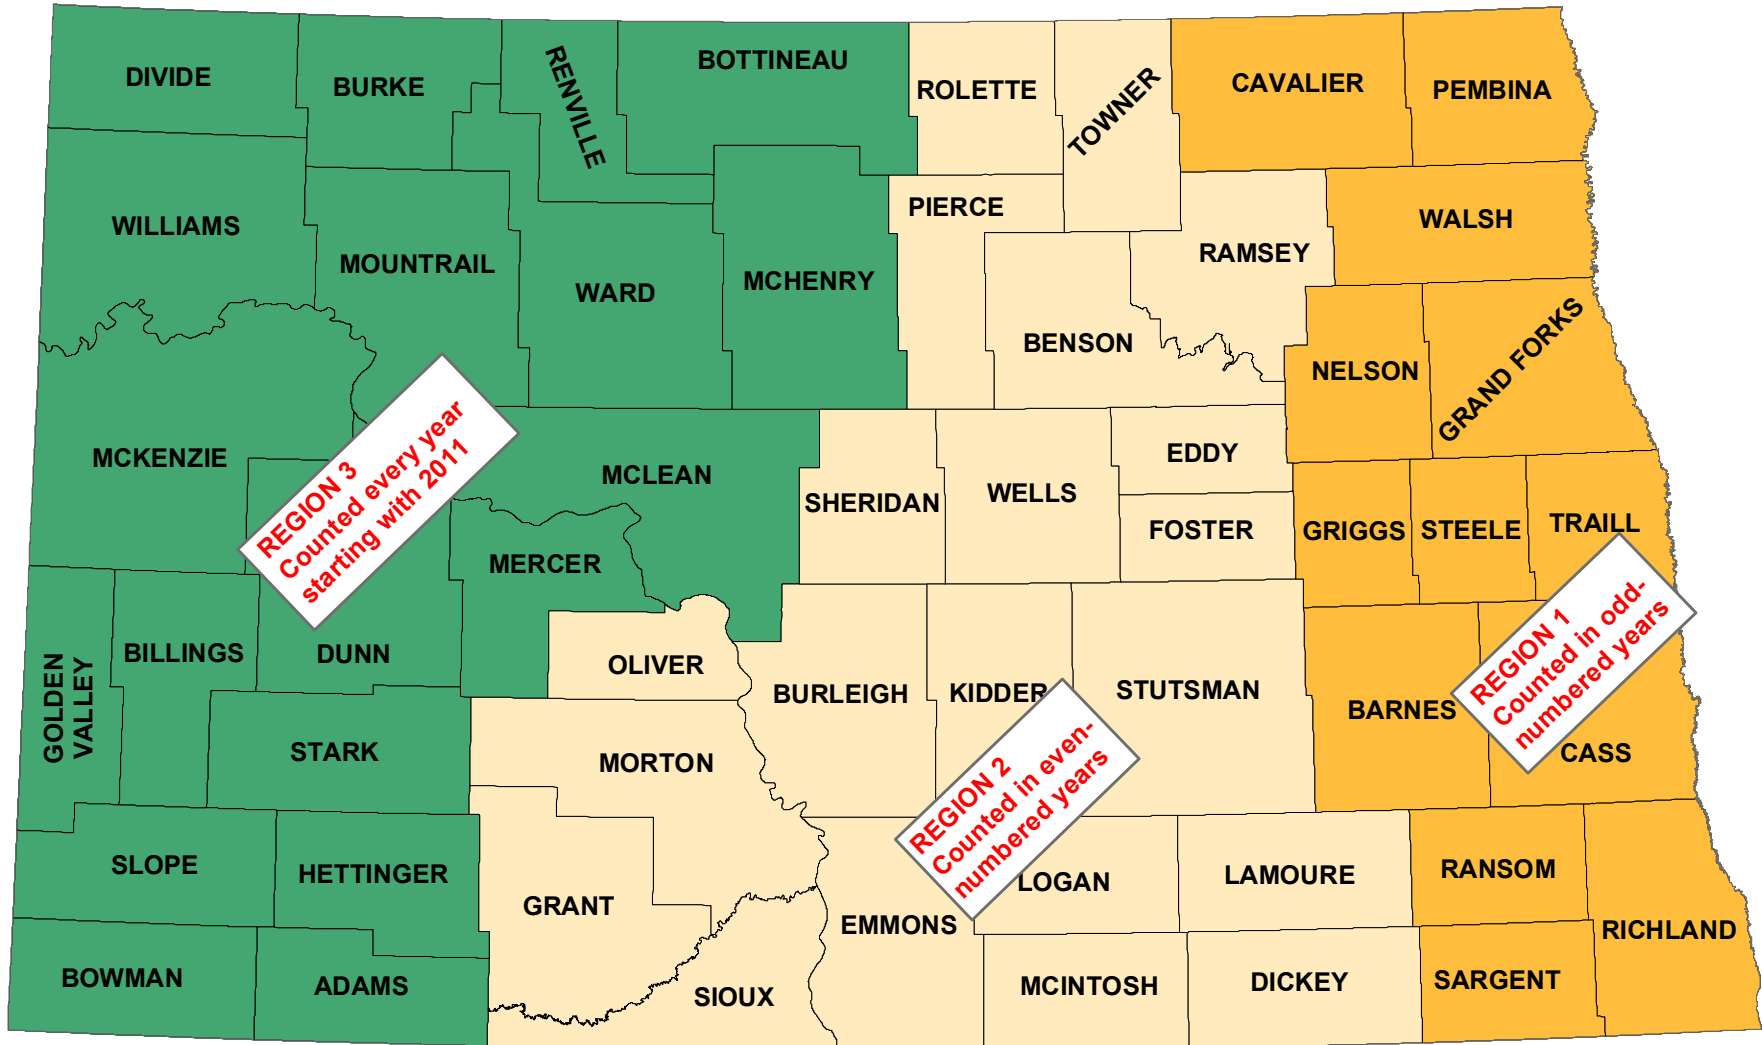 DIVIDE
BURKE
RENVILLE
BOTTINEAU
ROLETTE
TOWNER
CAVALIER
PEMBINA
WILLIAMS
MOUNTRAIL
WARD
MCHENRY
PIERCE
BENSON
RAMSEY
WALSH
NELSON
GRAND FORKS
MCKENZIE
REGION 3
Counted every year
starting with 2011
MCLEAN
SHERIDAN
WELLS
EDDY
FOSTER
GRIGGS
STEELE
TRAILL
MERCER
GOLDEN
VALLEY
BILLINGS
DUNN
OLIVER
BURLEIGH
KIDDER
STUTSMAN
BARNES
REGION 1
Counted in odd-
numbered years
CASS
STARK
MORTON
REGION 2
Counted in even-
numbered years
SLOPE
HETTINGER
GRANT
EMMONS
LOGAN
LAMOURE
RANSOM
RICHLAND
BOWMAN
ADAMS
SIOUX
MCINTOSH
DICKEY
SARGENT